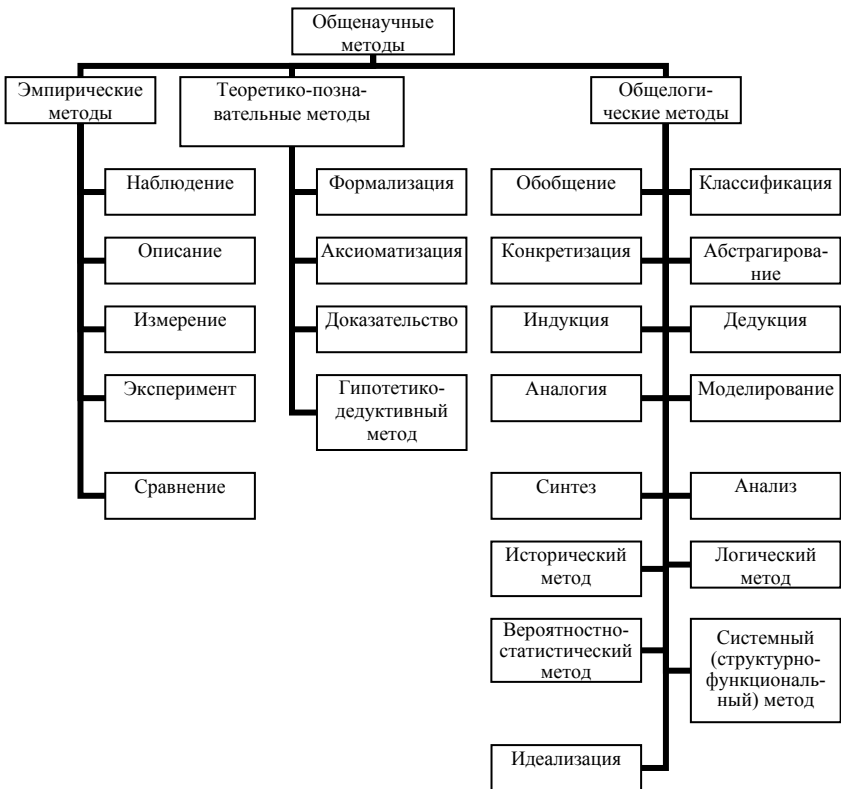 Общенаучные
методы
Эмпирические
методы
Теоретико-позна-
вательные методы
Общелоги-
ческие методы
Наблюдение
Формализация
Обобщение
Классификация
Описание
Аксиоматизация
Конкретизация
Абстрагирова-
ние
Измерение
Доказательство
Индукция
Дедукция
Эксперимент
Гипотетико-
дедуктивный
метод
Аналогия
Моделирование
Сравнение
Синтез
Анализ
Исторический
метод
Логический
метод
Вероятностно-
статистический
метод
Системный
(структурно-
функциональ-
ный) метод
Идеализация